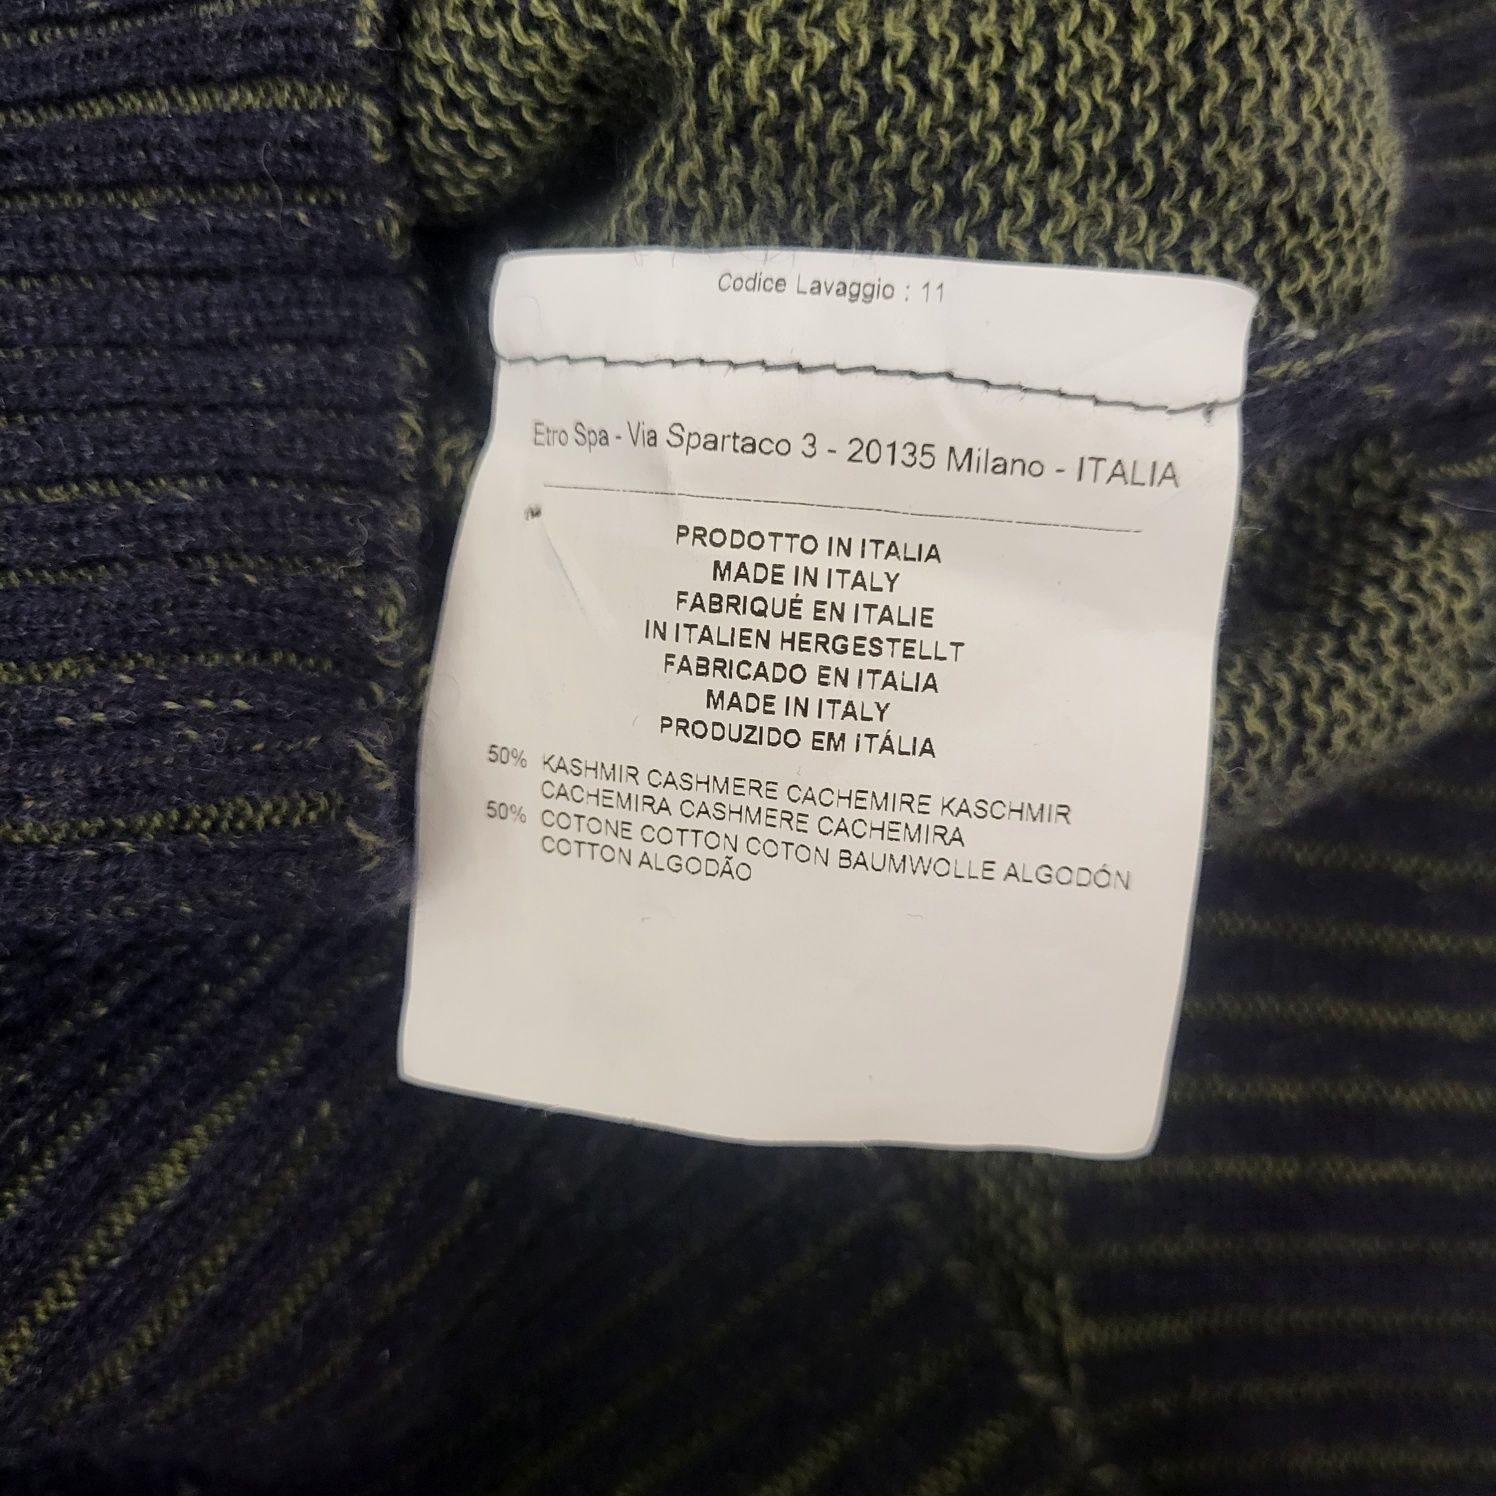 Codice Lavaggio : 11
Etro Spa - Via Spartaco 3 - 20135 Milano - ITALIA
PRODOTTO IN ITALIA
MADE IN ITALY
FABRIQUÉ EN ITALIE
IN ITALIEN HERGESTELLT
FABRICADO EN ITALIA
MADE IN ITALY
PRODUZIDO EM ITÁLIA
50% KASHMIR CASHMERE CACHEMIRE KASCHMIR
CACHEMIRA CASHMERE CACHEMIRA
50% COTONE COTTON COTON BAUMWOLLE ALGODÓN
COTTON ALGODÃO